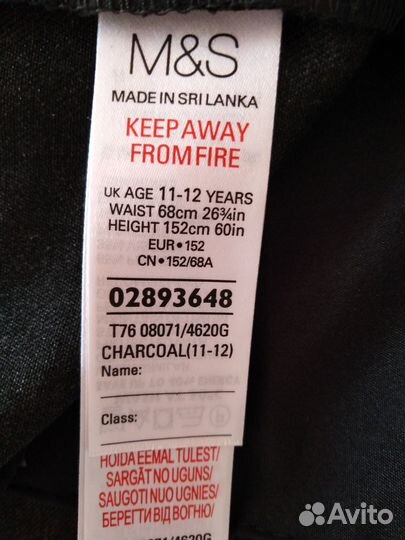 M&S
MADE IN SRI LANKA
KEEP AWAY
FROM FIRE
UK AGE 11-12 YEARS
WAIST 68cm 26¾in
HEIGHT 152cm 60in
EUR•152
CN•152/68A
02893648
T76 08071/4620G
CHARCOAL(11-12)
Name:
Class:
HOIDA EEMAL TULEST/
SARGĀT NO UGUNS/
SAUGOTI NUO UGNIES/
БЕРЕГТИ ВІД ВОГНЮ/
08071/4620G
Avito